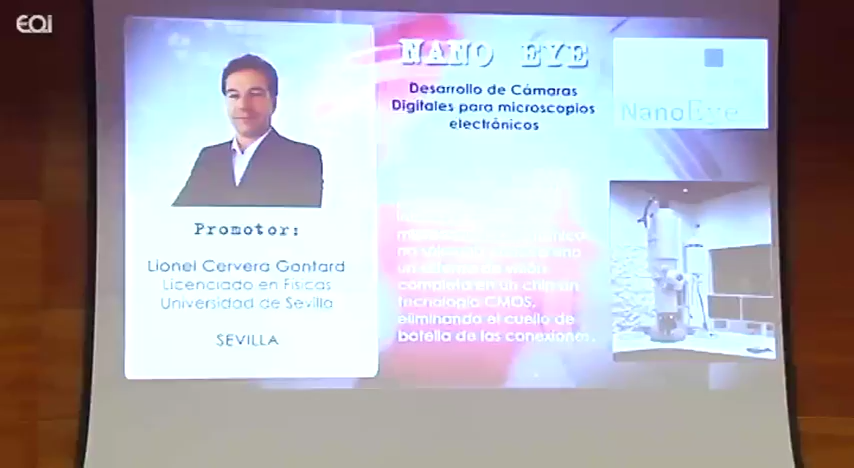 EOi
NANO EYE
Desarrollo de Cámaras
Digitales para microscopios
electrónicos
NanoEye
Promotor:
Lionel Cervera Gontard
Licenciado en Físicas
Universidad de Sevilla
SEVILLA
un sistema de visión
completa en un chip en
tecnología CMOS,
eliminando el cuello de
botella de las conexiones.